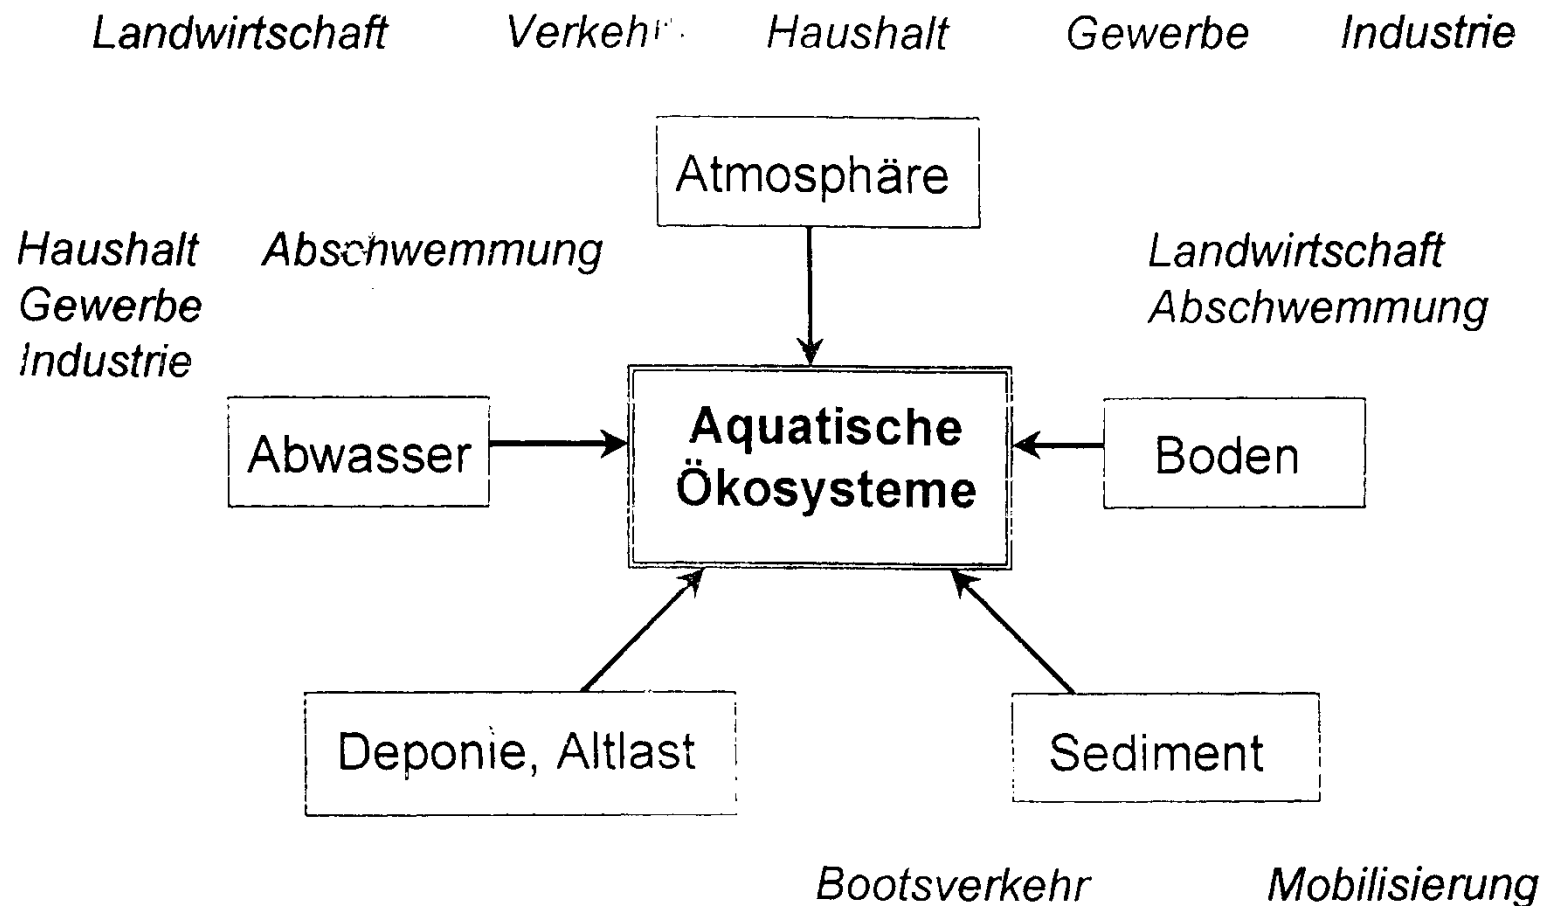 Landwirtschaft Verkehr Haushalt Gewerbe Industrie
Atmosphäre
Haushalt Abschwemmung
Gewerbe
Industrie
Landwirtschaft
Abschwemmung
Abwasser
Aquatische
Ökosysteme
Boden
Deponie, Altlast
Sediment
Bootsverkehr Mobilisierung